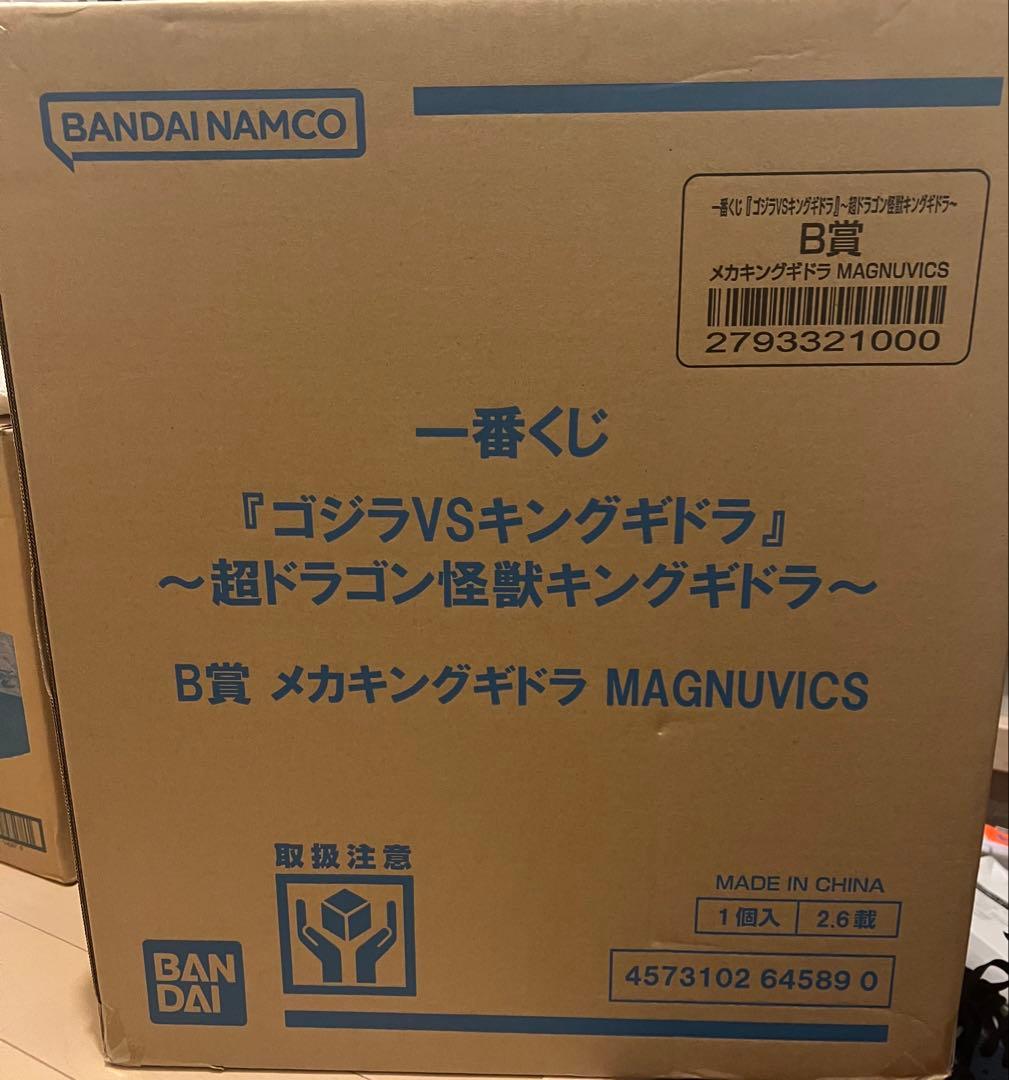 BANDAI NAMCO
一番くじ『ゴジラVSキングギドラ』~超ドラゴン怪獣キングギドラ~
B賞
メカキングギドラ MAGNUVICS
2793321000
一番くじ
『ゴジラVSキングギドラ』
~超ドラゴン怪獣キングギドラ~
B賞 メカキングギドラ MAGNUVICS
取扱注意
MADE IN CHINA
1個入 2.6載
4573102 64589 0
BAN
DAI